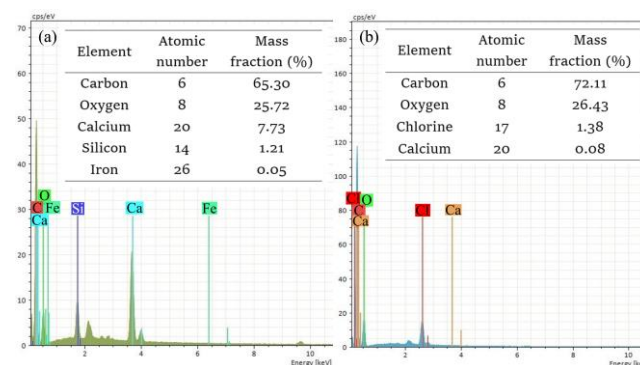 cps/eV
70
60
50
40
30
20
10
0
(a)
Element Atomic number Mass fraction (%)
Carbon 6 65.30
Oxygen 8 25.72
Calcium 20 7.73
Silicon 14 1.21
Iron 26 0.05
O
C Fe Si Ca Fe
Ca
2 4 6 8 10
Energy [keV]
cps/eV
180
160
140
120
100
80
60
40
20
0
(b)
Element Atomic number Mass fraction (%)
Carbon 6 72.11
Oxygen 8 26.43
Chlorine 17 1.38
Calcium 20 0.08
Cl O
C Cl Ca
Ca
2 4 6 8 10
Energy [keV]